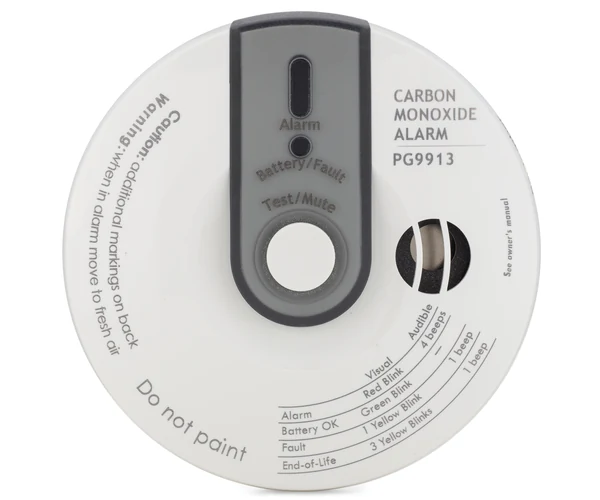 CARBON
MONOXIDE
ALARM
PG9913
Alarm
Battery/Fault
Test/Mute
Caution: additional markings on back.
Warning: when in alarm move to fresh air
See owner's manual
Do not paint
Visual Audible
Alarm Red Blink 4 beeps
Battery OK Green Blink –
Fault 1 Yellow Blink 1 beep
End-of-Life 3 Yellow Blinks 1 beep